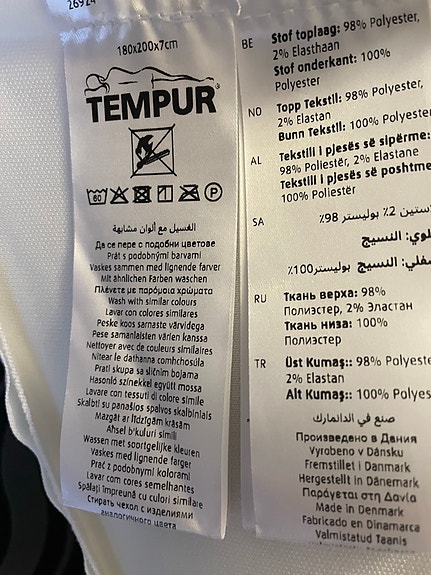 180x200x7cm
TEMPUR®
60
P
الغسيل مع ألوان مشابهة
Да се пере с подобни цветове
Prát s podobnými barvami
Vaskes sammen med lignende farver
Mit ähnlichen Farben waschen
Πλένετε με παρόμοια χρώματα
Wash with similar colours
Lavar con colores similares
Peske koos sarnaste värvidega
Pese samanlaisten värien kanssa
Nettoyer avec de couleurs similaires
Nitear le dathanna comhchosúla
Prati skupa sa sličnim bojama
Hasonló színekkel együtt mossa
Lavare con tessuti di colore simile
Skalbti su panašios spalvos skalbiniais
Mazgāt ar līdzīgām krāsām
Aħsel b'kuluri simili
Wassen met soortgelijke kleuren
Vaskes med lignende farger
Prać z podobnymi kolorami
Lavar com cores semelhantes
Spălați împreună cu culori similare
Стирать чехол с изделиями
аналогичного цвета
BE Stof toplaag: 98% Polyester,
2% Elasthaan
Stof onderkant: 100%
Polyester
NO Topp Tekstil: 98% Polyester,
2% Elastan
Bunn Tekstil: 100% Polyester
AL Tekstili i pjesës së sipërme:
98% Poliester, 2% Elastane
Tekstili i pjesës së poshtme
100% Poliestër
SA
ستين 2٪ بوليستر 98٪
لوي: النسيج
سفلي: النسيج بوليستر100٪
RU Ткань верха: 98%
Полиэстер, 2% Эластан
Ткань низа: 100%
Полиэстер
TR Üst Kumaş:: 98% Polyeste
2% Elastan
Alt Kumaş:: 100% Polyes
صنع في الدانمارك
Произведено в Дания
Vyrobeno v Dánsku
Fremstillet i Danmark
Hergestellt in Dänemark
Παράγεται στη Δανία
Made in Denmark
Fabricado en Dinamarca
Valmistatud Taanis